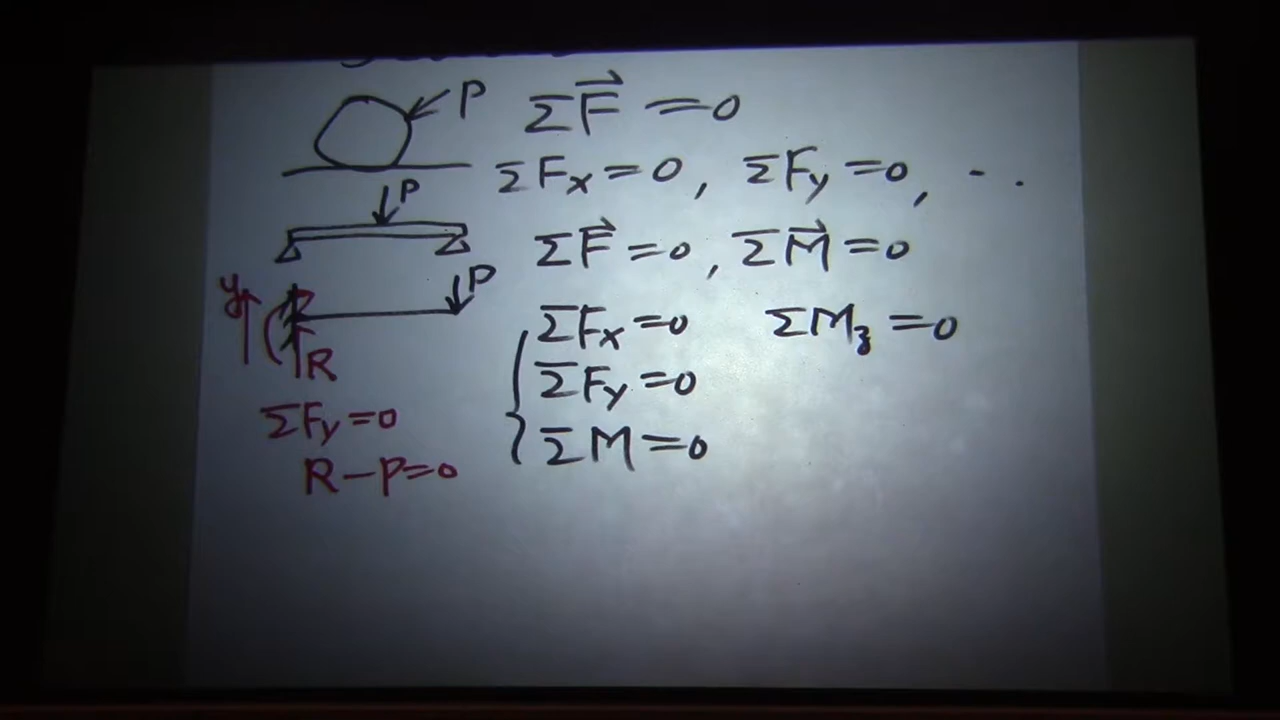 P ΣF⃗ = 0
ΣFx = 0, ΣFy = 0, - - .
P
ΣF⃗ = 0, ΣM⃗ = 0
P
y
ΣFx = 0 ΣMz = 0
R
ΣFy = 0
ΣM = 0
ΣFy = 0
R - P = 0